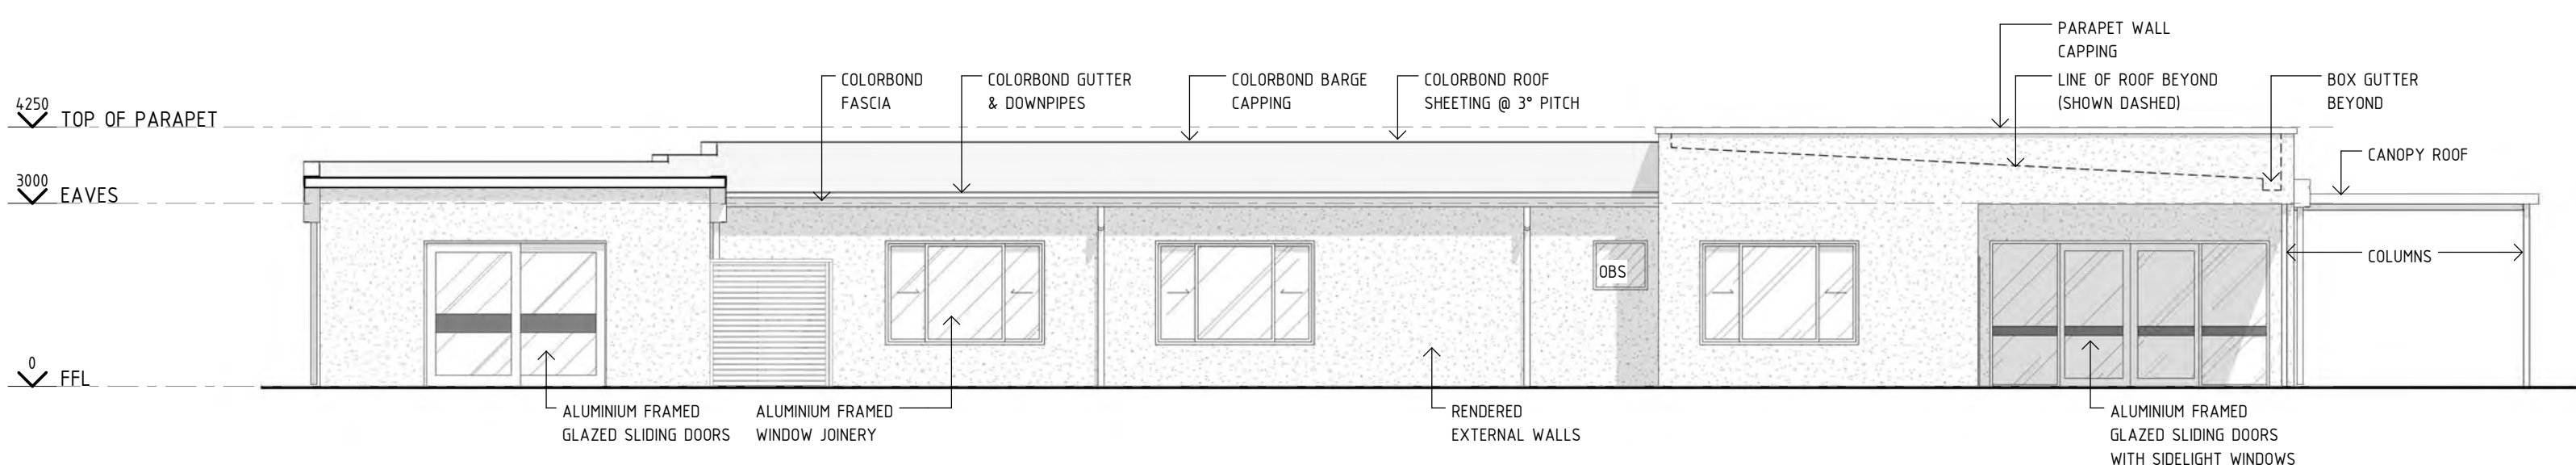 PARAPET WALL
CAPPING
COLORBOND
FASCIA
COLORBOND GUTTER
& DOWNPIPES
COLORBOND BARGE
CAPPING
COLORBOND ROOF
SHEETING @ 3° PITCH
LINE OF ROOF BEYOND
(SHOWN DASHED)
BOX GUTTER
BEYOND
4250
TOP OF PARAPET
CANOPY ROOF
3000
EAVES
COLUMNS
OBS
0
FFL
ALUMINIUM FRAMED
GLAZED SLIDING DOORS
ALUMINIUM FRAMED
WINDOW JOINERY
RENDERED
EXTERNAL WALLS
ALUMINIUM FRAMED
GLAZED SLIDING DOORS
WITH SIDELIGHT WINDOWS